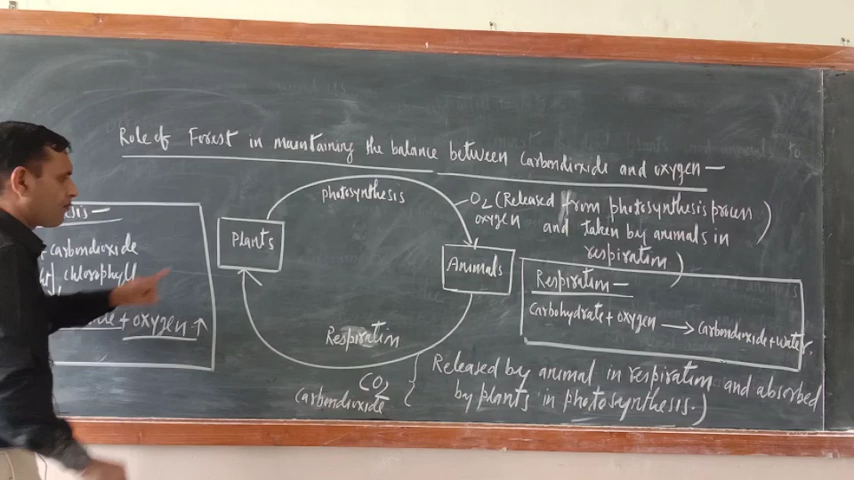 Role of Forest in maintaining the balance between Carbondioxide and oxygen—
photosynthesis
O2 (Released from photosynthesis process
oxygen and taken by animals in
respiration)
Plants
Animals
carbondioxide
chlorophyll
+ oxygen ↑
Respiration —
Carbohydrate + oxygen → Carbondioxide + water.
Respiration
CO2
Carbondioxide
Released by animal in respiration and absorbed
by plants in photosynthesis.)